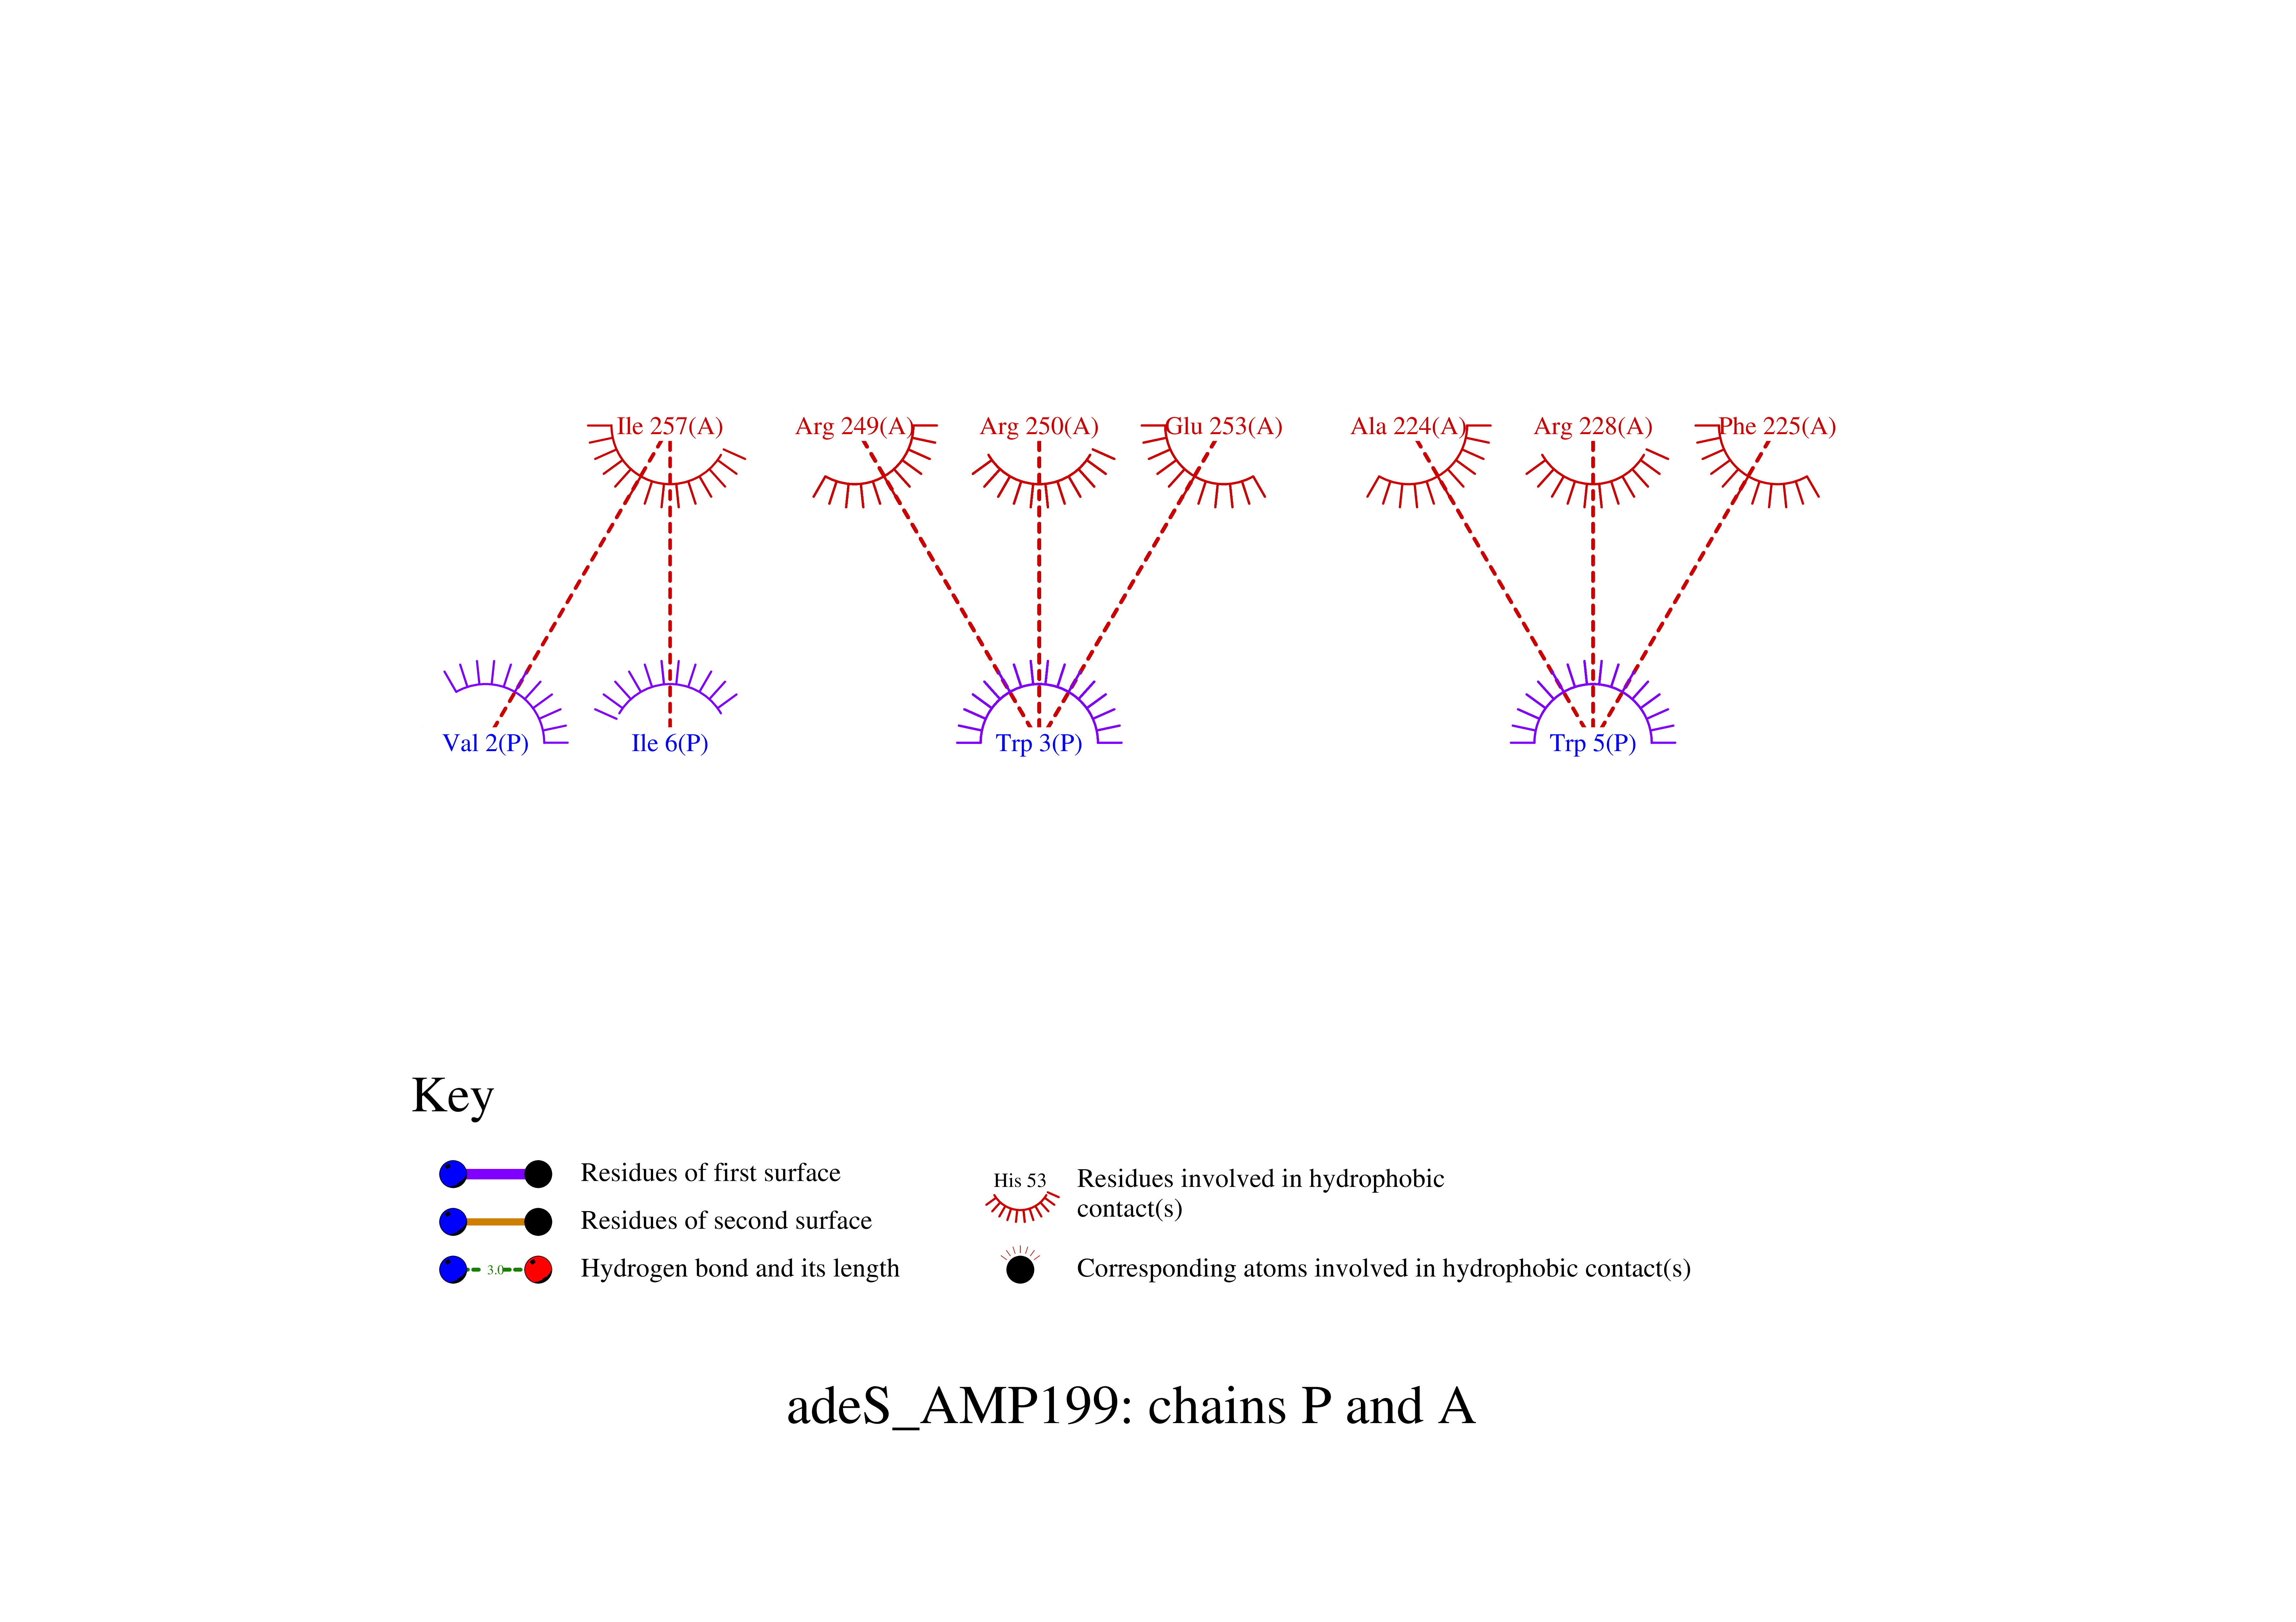 Ile 257(A) Arg 249(A) Arg 250(A) Glu 253(A) Ala 224(A) Arg 228(A) Phe 225(A)
Val 2(P) Ile 6(P) Trp 3(P) Trp 5(P)
Key
Residues of first surface
Residues of second surface
3.0 Hydrogen bond and its length
His 53 Residues involved in hydrophobic
contact(s)
Corresponding atoms involved in hydrophobic contact(s)
adeS_AMP199: chains P and A